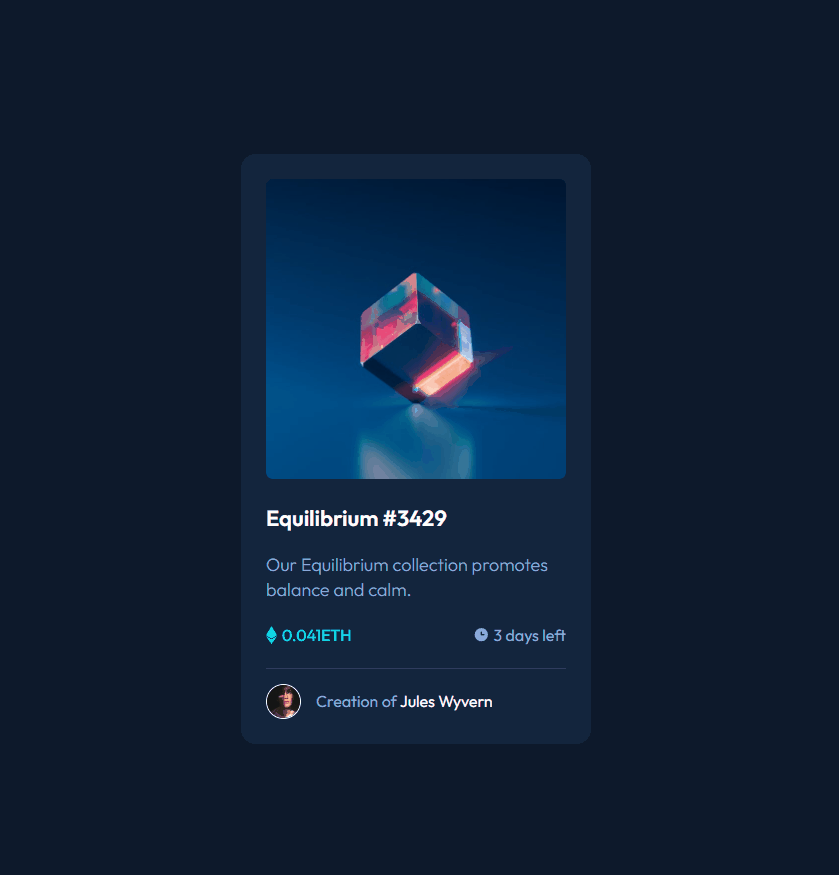 Equilibrium #3429
Our Equilibrium collection promotes
balance and calm.
0.041ETH
3 days left
Creation of Jules Wyvern